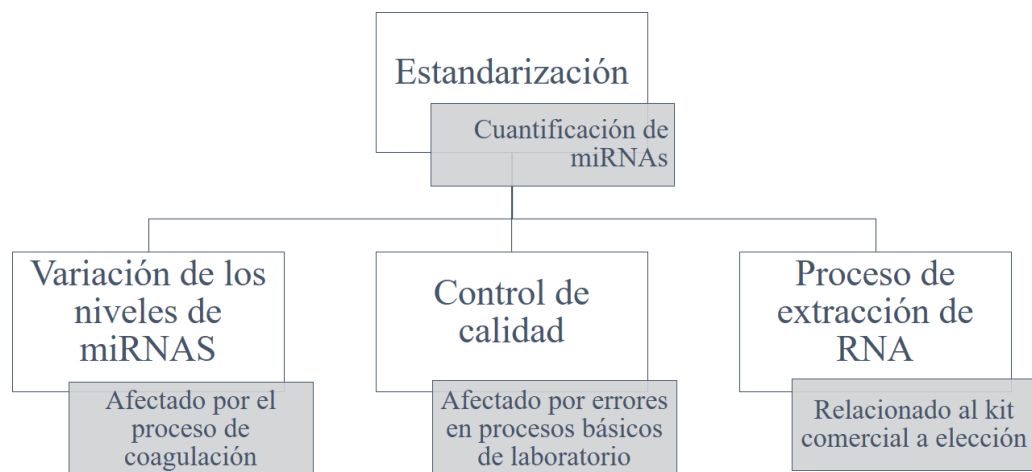 Estandarización
Cuantificación de
miRNAs
Variación de los
niveles de
miRNAS
Afectado por el
proceso de
coagulación
Control de
calidad
Afectado por errores
en procesos básicos
de laboratorio
Proceso de
extracción de
RNA
Relacionado al kit
comercial a elección